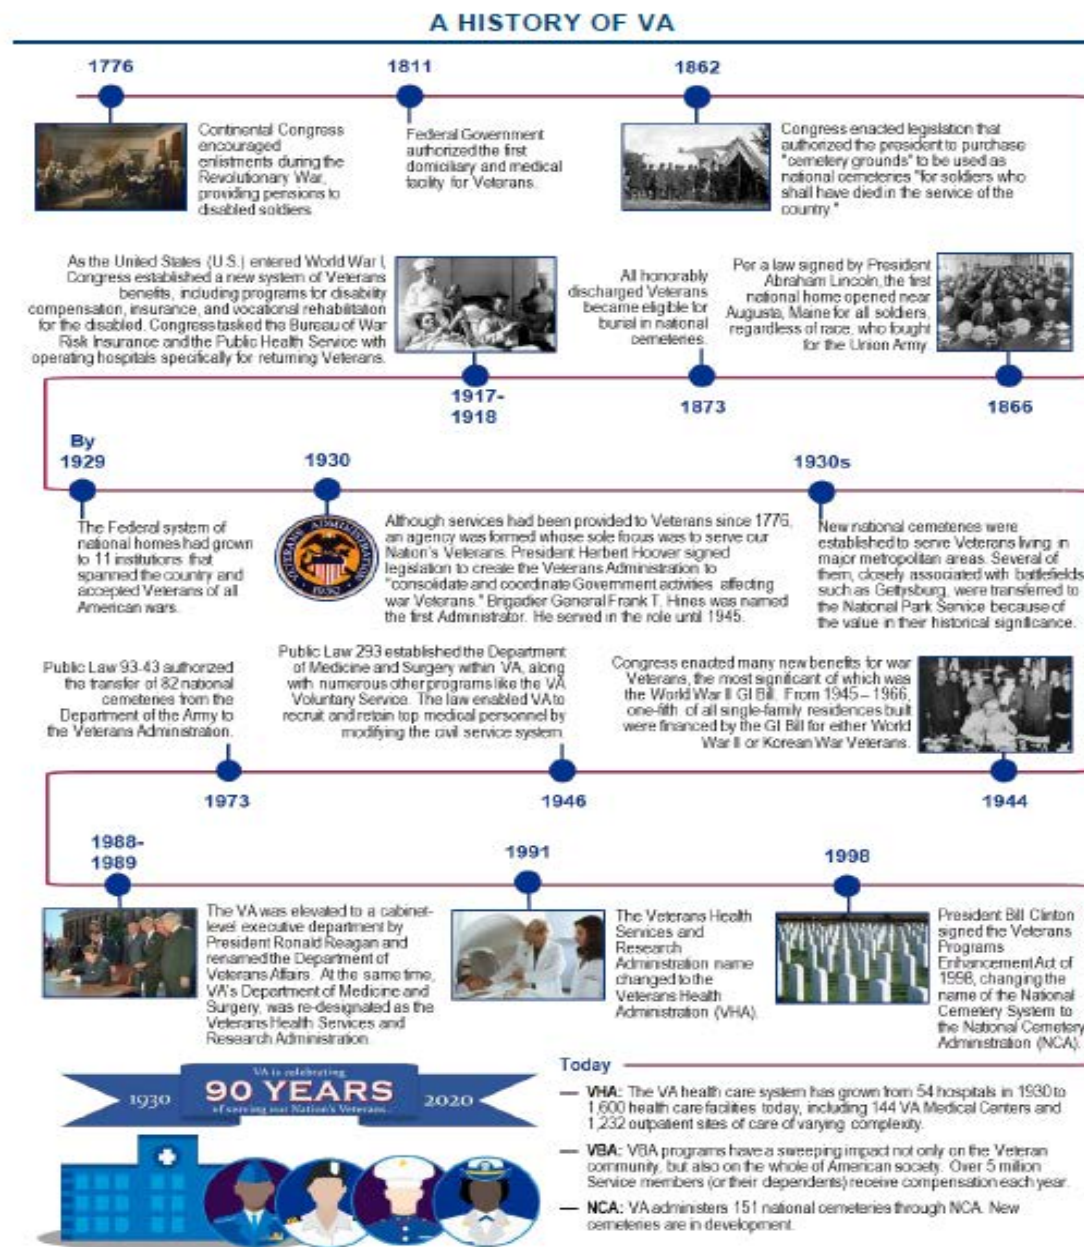 A HISTORY OF VA
1776
Continental Congress
encouraged
enlistments during the
Revolutionary War,
providing pensions to
disabled soldiers
1811
Federal Government
authorized the first
domiciliary and medical
facility for Veterans.
1862
Congress enacted legislation that
authorized the president to purchase
"cemetery grounds" to be used as
national cemeteries "for soldiers who
shall have died in the service of the
country."
Per a law signed by President
Abraham Lincoln, the first
national home opened near
Augusta, Maine for all soldiers,
regardless of race, who fought
for the Union Army.
1866
All honorably
discharged Veterans
became eligible for
burial in national
cemeteries.
1873
As the United States (U.S.) entered World War I,
Congress established a new system of Veterans
benefits, including programs for disability
compensation, insurance, and vocational rehabilitation
for the disabled. Congress tasked the Bureau of War
Risk Insurance and the Public Health Service with
operating hospitals specifically for returning Veterans.
1917-
1918
By
1929
The Federal system of
national homes had grown
to 11 institutions that
spanned the country and
accepted Veterans of all
American wars.
1930
VETERANS ADMINISTRATION
1930
Although services had been provided to Veterans since 1776,
an agency was formed whose sole focus was to serve our
Nation's Veterans. President Herbert Hoover signed
legislation to create the Veterans Administration to
"consolidate and coordinate Government activities affecting
war Veterans." Brigadier General Frank T. Hines was named
the first Administrator. He served in the role until 1945.
1930s
New national cemeteries were
established to serve Veterans living in
major metropolitan areas. Several of
them, closely associated with battlefields
such as Gettysburg, were transferred to
the National Park Service because of
the value in their historical significance.
Congress enacted many new benefits for war
Veterans, the most significant of which was
the World War II GI Bill. From 1945 – 1966,
one-fifth of all single-family residences built
were financed by the GI Bill for either World
War II or Korean War Veterans.
1944
Public Law 293 established the Department
of Medicine and Surgery within VA, along
with numerous other programs like the VA
Voluntary Service. The law enabled VA to
recruit and retain top medical personnel by
modifying the civil service system.
1946
Public Law 93-43 authorized
the transfer of 82 national
cemeteries from the
Department of the Army to
the Veterans Administration.
1973
1988-
1989
The VA was elevated to a cabinet-
level executive department by
President Ronald Reagan and
renamed the Department of
Veterans Affairs. At the same time,
VA's Department of Medicine and
Surgery, was re-designated as the
Veterans Health Services and
Research Administration.
1991
The Veterans Health
Services and
Research
Administration name
changed to the
Veterans Health
Administration (VHA).
1998
President Bill Clinton
signed the Veterans
Programs
Enhancement Act of
1998, changing the
name of the National
Cemetery System to
the National Cemetery
Administration (NCA).
VA is celebrating
1930 90 YEARS 2020
of serving our Nation's Veterans.
Today
— VHA: The VA health care system has grown from 54 hospitals in 1930 to
1,600 health care facilities today, including 144 VA Medical Centers and
1,232 outpatient sites of care of varying complexity.
— VBA: VBA programs have a sweeping impact not only on the Veteran
community, but also on the whole of American society. Over 5 million
Service members (or their dependents) receive compensation each year.
— NCA: VA administers 151 national cemeteries through NCA. New
cemeteries are in development.